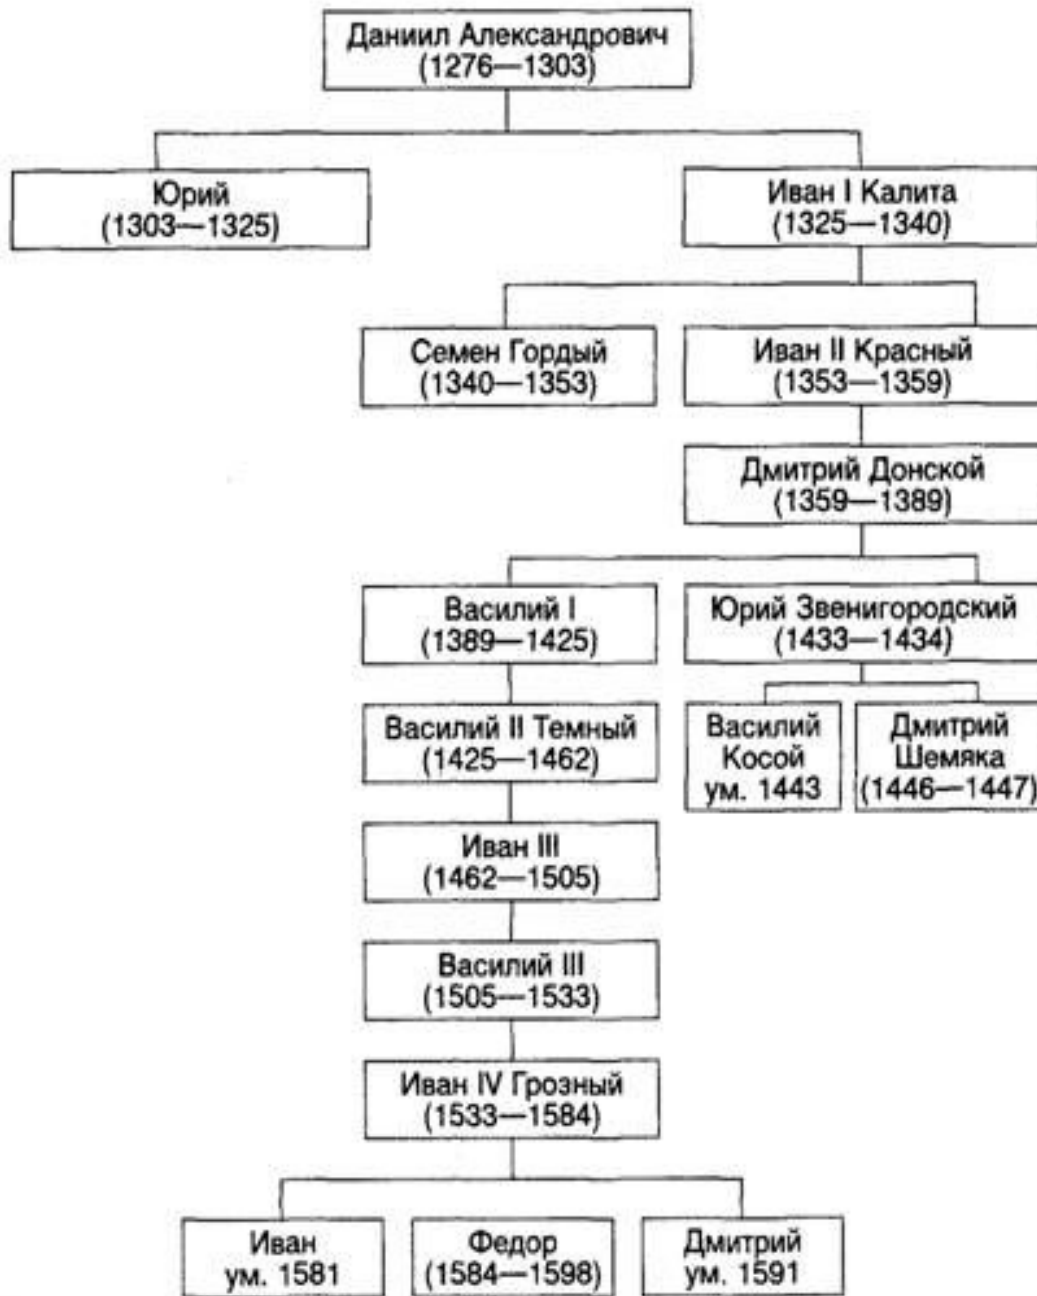 Даниил Александрович
(1276—1303)
Юрий
(1303—1325)
Иван I Калита
(1325—1340)
Семен Гордый
(1340—1353)
Иван II Красный
(1353—1359)
Дмитрий Донской
(1359—1389)
Василий I
(1389—1425)
Юрий Звенигородский
(1433—1434)
Василий II Темный
(1425—1462)
Василий
Косой
ум. 1443
Дмитрий
Шемяка
(1446—1447)
Иван III
(1462—1505)
Василий III
(1505—1533)
Иван IV Грозный
(1533—1584)
Иван
ум. 1581
Федор
(1584—1598)
Дмитрий
ум. 1591